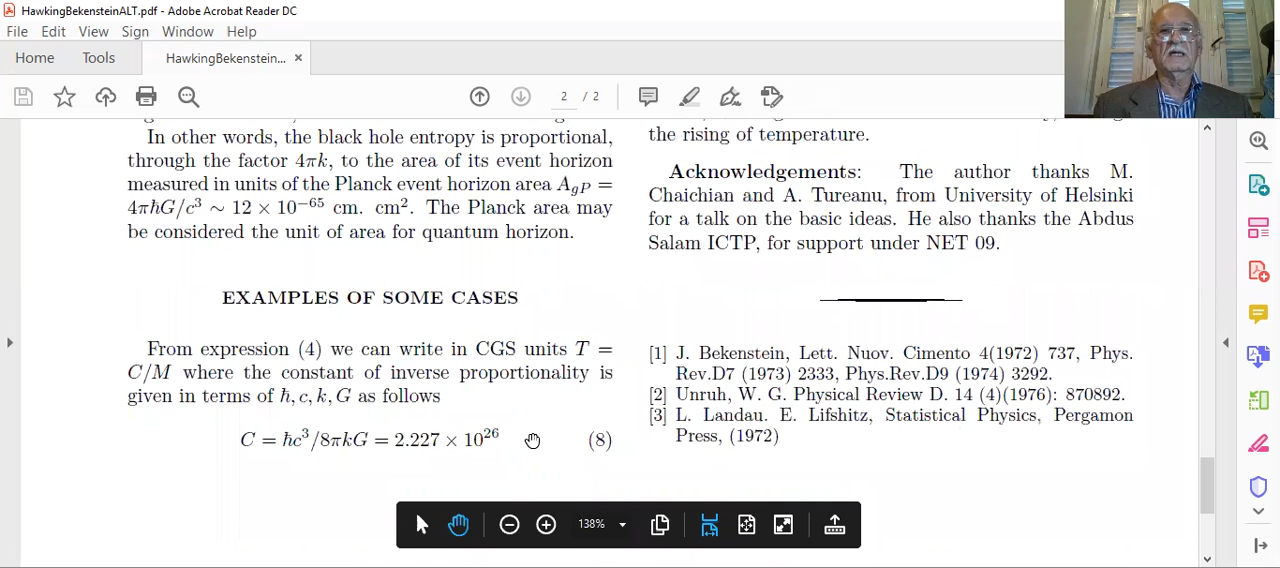 HawkingBekensteinALT.pdf - Adobe Acrobat Reader DC
File Edit View Sign Window Help
Home Tools HawkingBekenstein... ×
2 / 2
In other words, the black hole entropy is proportional,
through the factor 4πk, to the area of its event horizon
measured in units of the Planck event horizon area A_{gP} =
4πℏG/c³ ∼ 12 × 10⁻⁶⁵ cm. cm². The Planck area may
be considered the unit of area for quantum horizon.
EXAMPLES OF SOME CASES
From expression (4) we can write in CGS units T =
C/M where the constant of inverse proportionality is
given in terms of ℏ, c, k, G as follows
C = ℏc³/8πkG = 2.227 × 10²⁶ (8)
the rising of temperature.
Acknowledgements: The author thanks M.
Chaichian and A. Tureanu, from University of Helsinki
for a talk on the basic ideas. He also thanks the Abdus
Salam ICTP, for support under NET 09.
[1] J. Bekenstein, Lett. Nuov. Cimento 4(1972) 737, Phys.
Rev.D7 (1973) 2333, Phys.Rev.D9 (1974) 3292.
[2] Unruh, W. G. Physical Review D. 14 (4)(1976): 870892.
[3] L. Landau. E. Lifshitz, Statistical Physics, Pergamon
Press, (1972)
138%